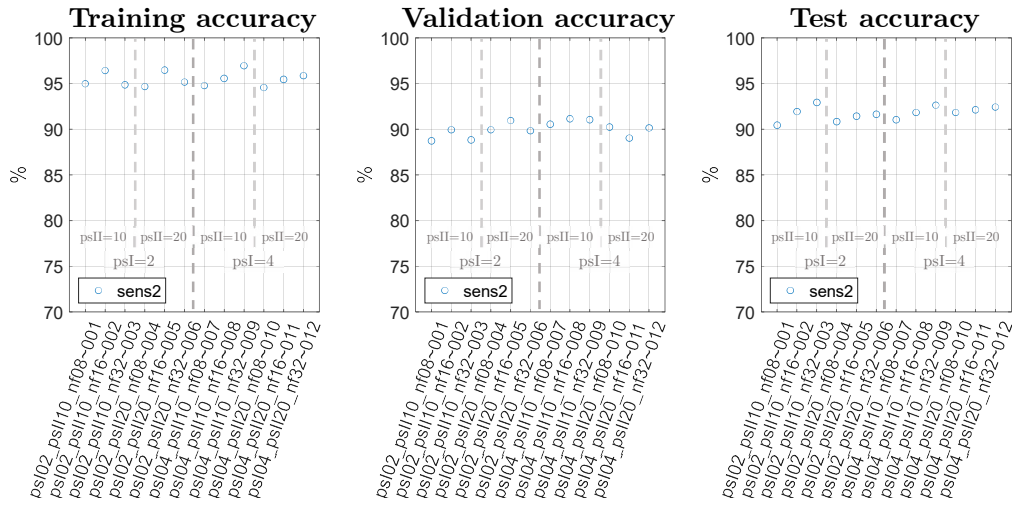 Training accuracy
100
95
90
85
80
75
70
%
psII=10
psII=20
psII=10
psII=20
psI=2
psI=4
sens2
psI02_psII10_nf08~001
psI02_psII10_nf16~002
psI02_psII10_nf32~003
psI02_psII20_nf08~004
psI02_psII20_nf16~005
psI02_psII20_nf32~006
psI04_psII10_nf08~007
psI04_psII10_nf16~008
psI04_psII10_nf32~009
psI04_psII20_nf08~010
psI04_psII20_nf16~011
psI04_psII20_nf32~012
Validation accuracy
100
95
90
85
80
75
70
%
psII=10
psII=20
psII=10
psII=20
psI=2
psI=4
sens2
psI02_psII10_nf08~001
psI02_psII10_nf16~002
psI02_psII10_nf32~003
psI02_psII20_nf08~004
psI02_psII20_nf16~005
psI02_psII20_nf32~006
psI04_psII10_nf08~007
psI04_psII10_nf16~008
psI04_psII10_nf32~009
psI04_psII20_nf08~010
psI04_psII20_nf16~011
psI04_psII20_nf32~012
Test accuracy
100
95
90
85
80
75
70
%
psII=10
psII=20
psII=10
psII=20
psI=2
psI=4
sens2
psI02_psII10_nf08~001
psI02_psII10_nf16~002
psI02_psII10_nf32~003
psI02_psII20_nf08~004
psI02_psII20_nf16~005
psI02_psII20_nf32~006
psI04_psII10_nf08~007
psI04_psII10_nf16~008
psI04_psII10_nf32~009
psI04_psII20_nf08~010
psI04_psII20_nf16~011
psI04_psII20_nf32~012